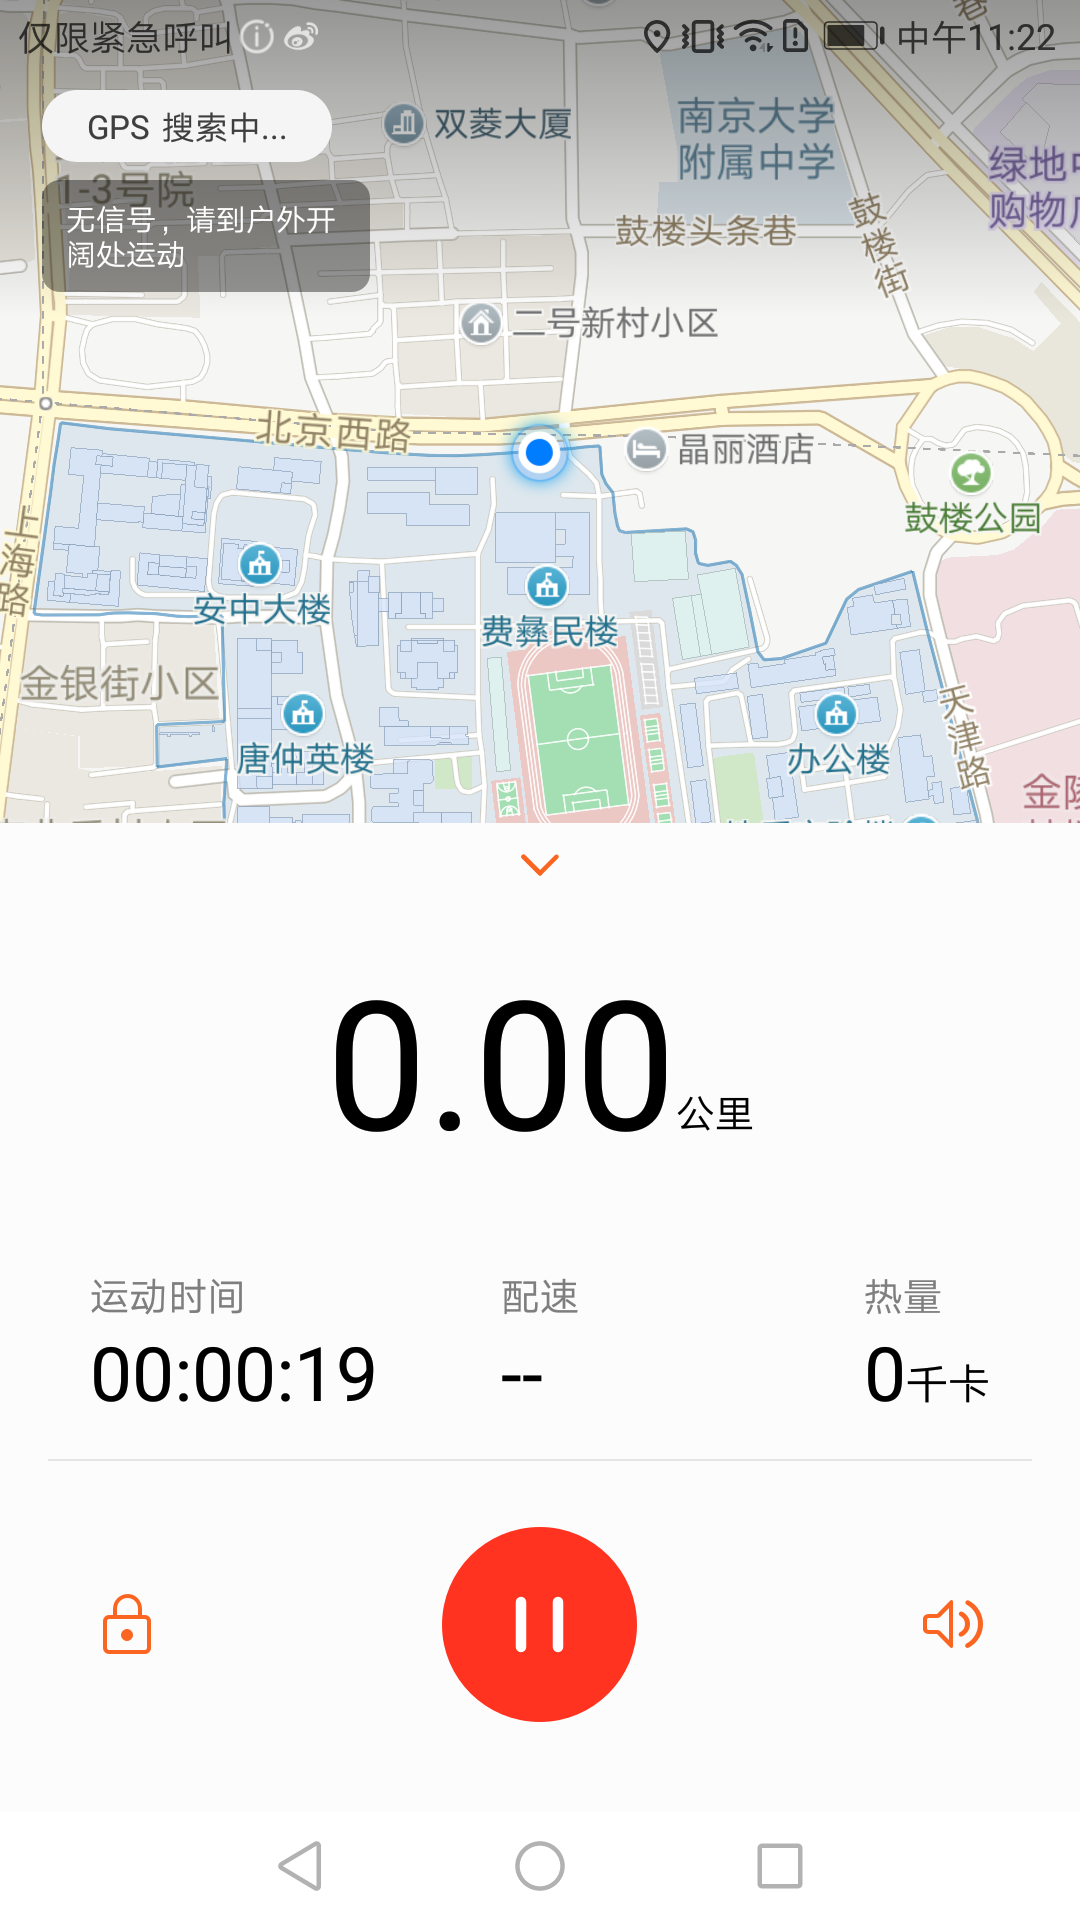 仅限紧急呼叫
中午11:22
GPS 搜索中...
双菱大厦
南京大学
附属中学
绿地中
购物广
1-3号院
无信号，请到户外开
阔处运动
鼓楼头条巷
鼓楼街
二号新村小区
北京西路
晶丽酒店
鼓楼公园
上海路
安中大楼
费彝民楼
金银街小区
唐仲英楼
办公楼
天津路
金陵
0.00公里
运动时间
配速
热量
00:00:19
--
0千卡